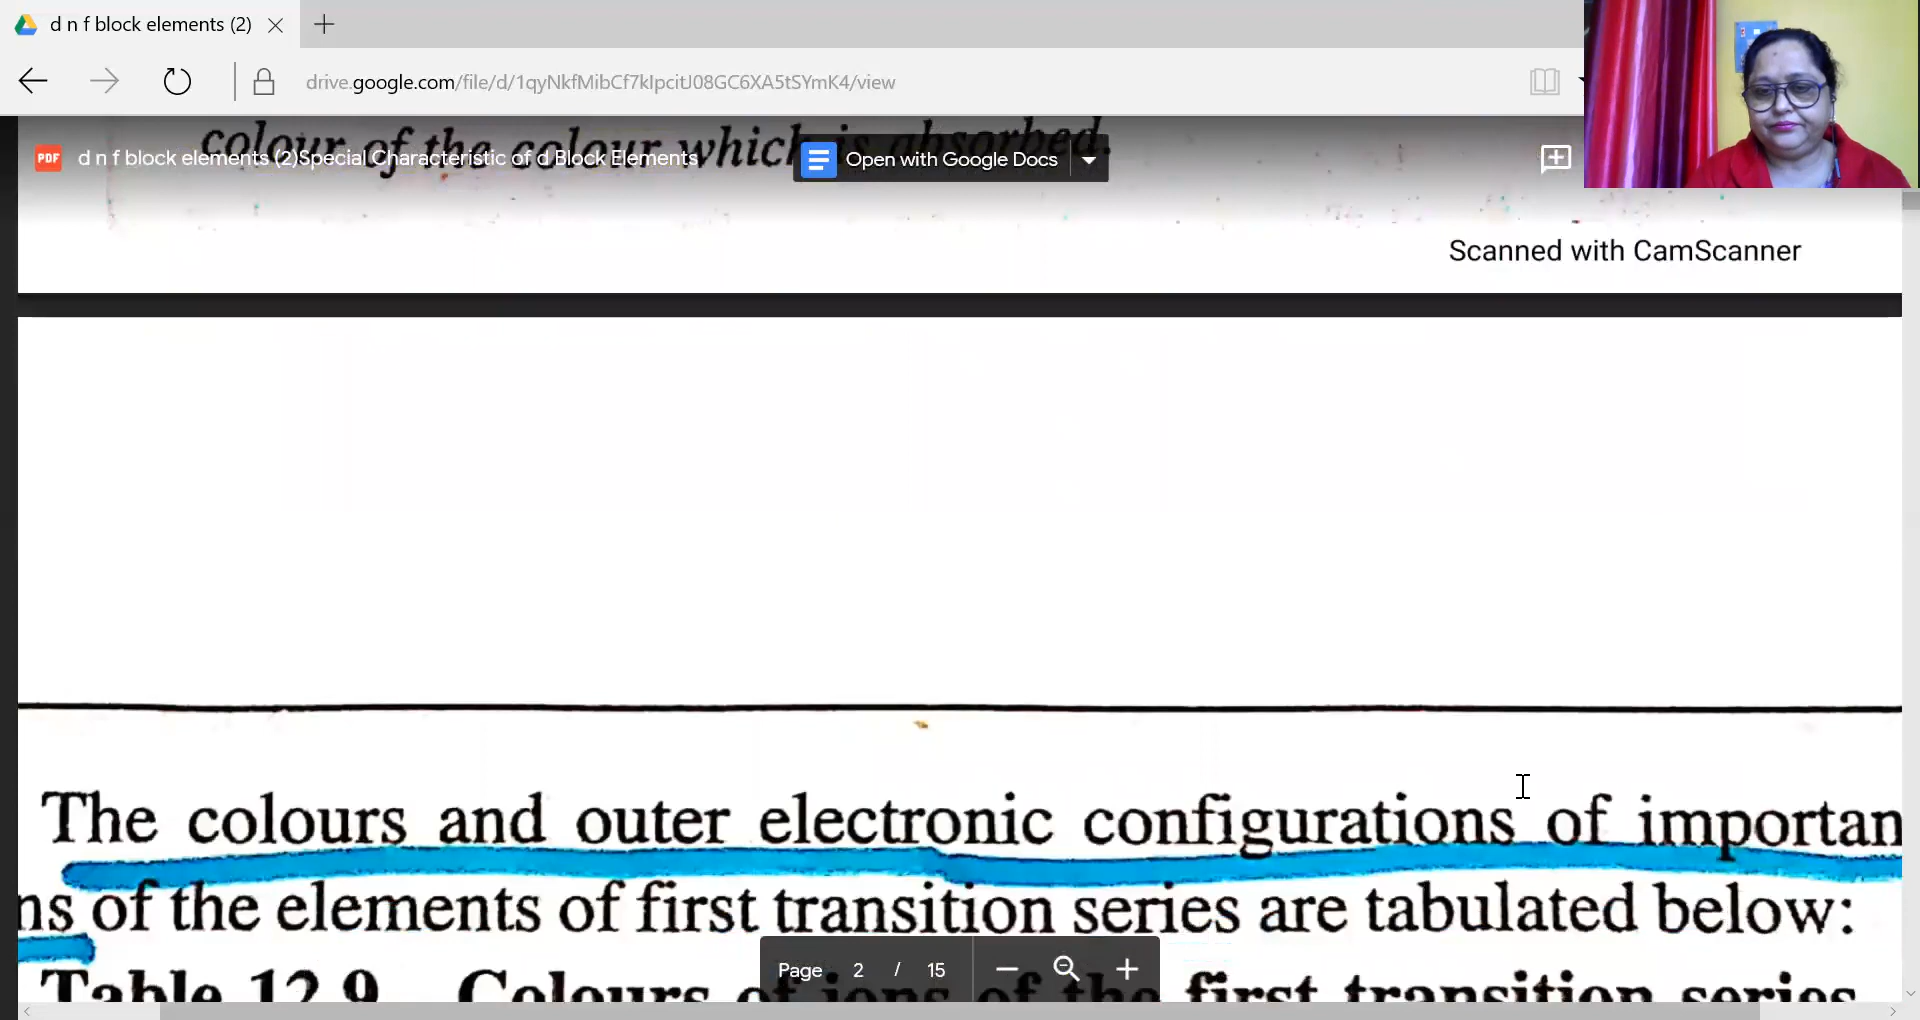 d n f block elements (2)
drive.google.com/file/d/1qyNkfMibCf7kIpcitJ08GC6XA5tSYmK4/view
colour of the colour which is absorbed.
PDF d n f block elements (2)Special Characteristic of d Block Elements
Open with Google Docs
Scanned with CamScanner
The colours and outer electronic configurations of importan
ns of the elements of first transition series are tabulated below:
Table 12.9 Colours of ions of the first transition series
Page 2 / 15